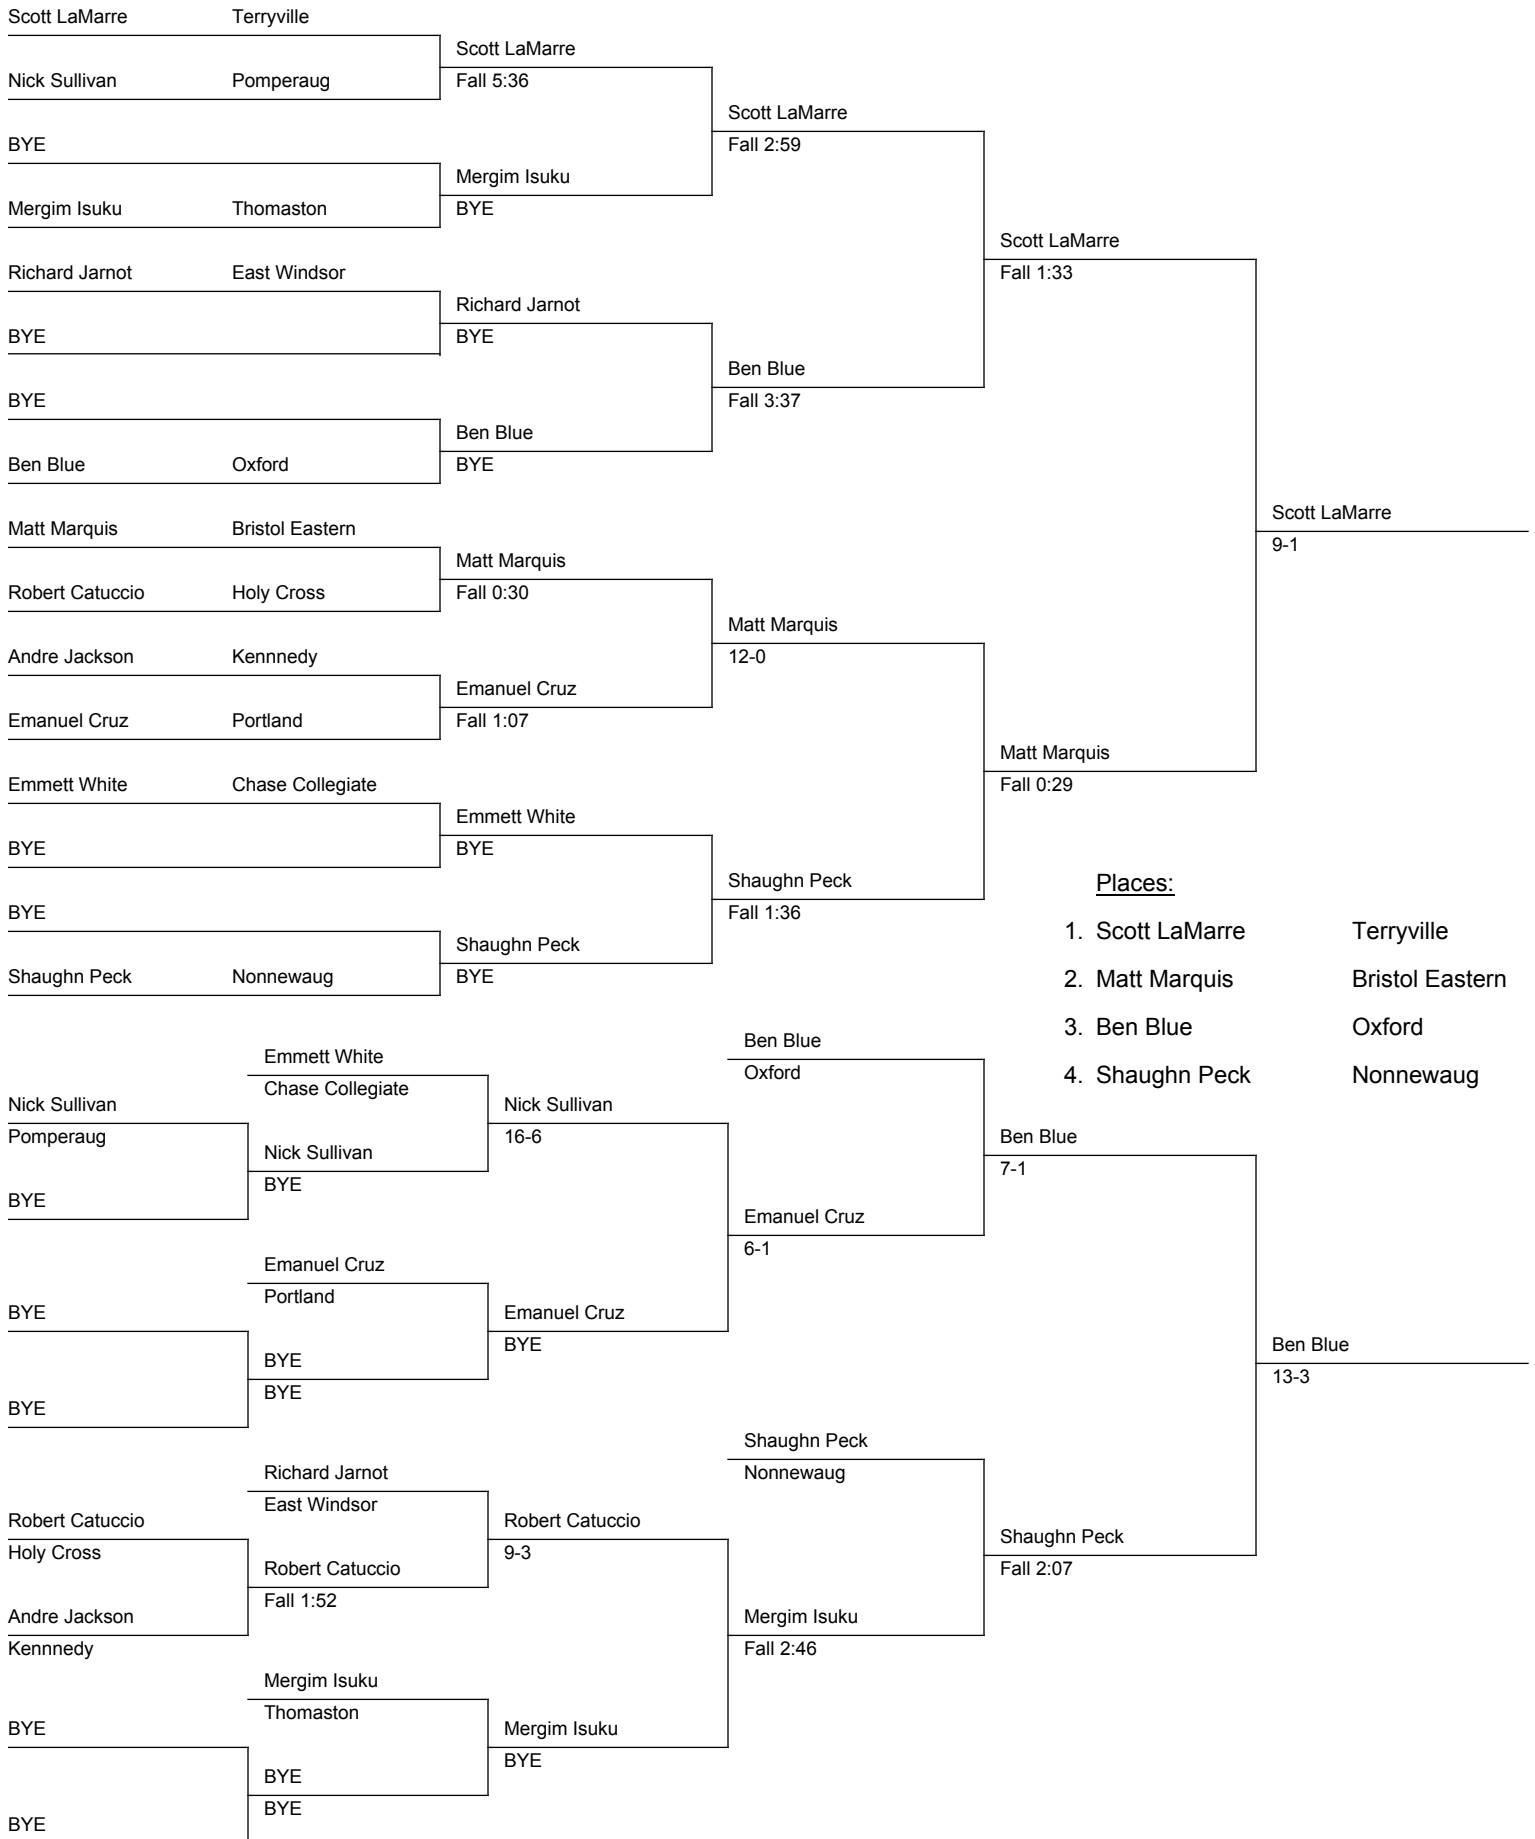 Scott LaMarre Terryville
Scott LaMarre
Nick Sullivan Pomperaug
Fall 5:36
Scott LaMarre
BYE
Fall 2:59
Mergim Isuku
Mergim Isuku Thomaston
BYE
Scott LaMarre
Richard Jarnot East Windsor
Fall 1:33
Richard Jarnot
BYE
BYE
Ben Blue
BYE
Fall 3:37
Ben Blue
Ben Blue Oxford
BYE
Scott LaMarre
Matt Marquis Bristol Eastern
9-1
Matt Marquis
Robert Catuccio Holy Cross
Fall 0:30
Matt Marquis
Andre Jackson Kennnedy
12-0
Emanuel Cruz
Emanuel Cruz Portland
Fall 1:07
Matt Marquis
Emmett White Chase Collegiate
Fall 0:29
Emmett White
BYE
BYE
Shaughn Peck
BYE
Fall 1:36
Shaughn Peck
Shaughn Peck Nonnewaug
BYE
Places:
1. Scott LaMarre Terryville
2. Matt Marquis Bristol Eastern
3. Ben Blue Oxford
4. Shaughn Peck Nonnewaug
Ben Blue
Oxford
Emmett White
Chase Collegiate
Nick Sullivan
Pomperaug
Nick Sullivan
16-6
Ben Blue
7-1
Nick Sullivan
BYE
BYE
Emanuel Cruz
6-1
Emanuel Cruz
Portland
BYE
Emanuel Cruz
BYE
BYE
BYE
Ben Blue
13-3
BYE
Shaughn Peck
Nonnewaug
Richard Jarnot
East Windsor
Robert Catuccio
Holy Cross
Robert Catuccio
9-3
Shaughn Peck
Fall 2:07
Robert Catuccio
Fall 1:52
Andre Jackson
Kennnedy
Mergim Isuku
Fall 2:46
Mergim Isuku
Thomaston
BYE
Mergim Isuku
BYE
BYE
BYE
BYE